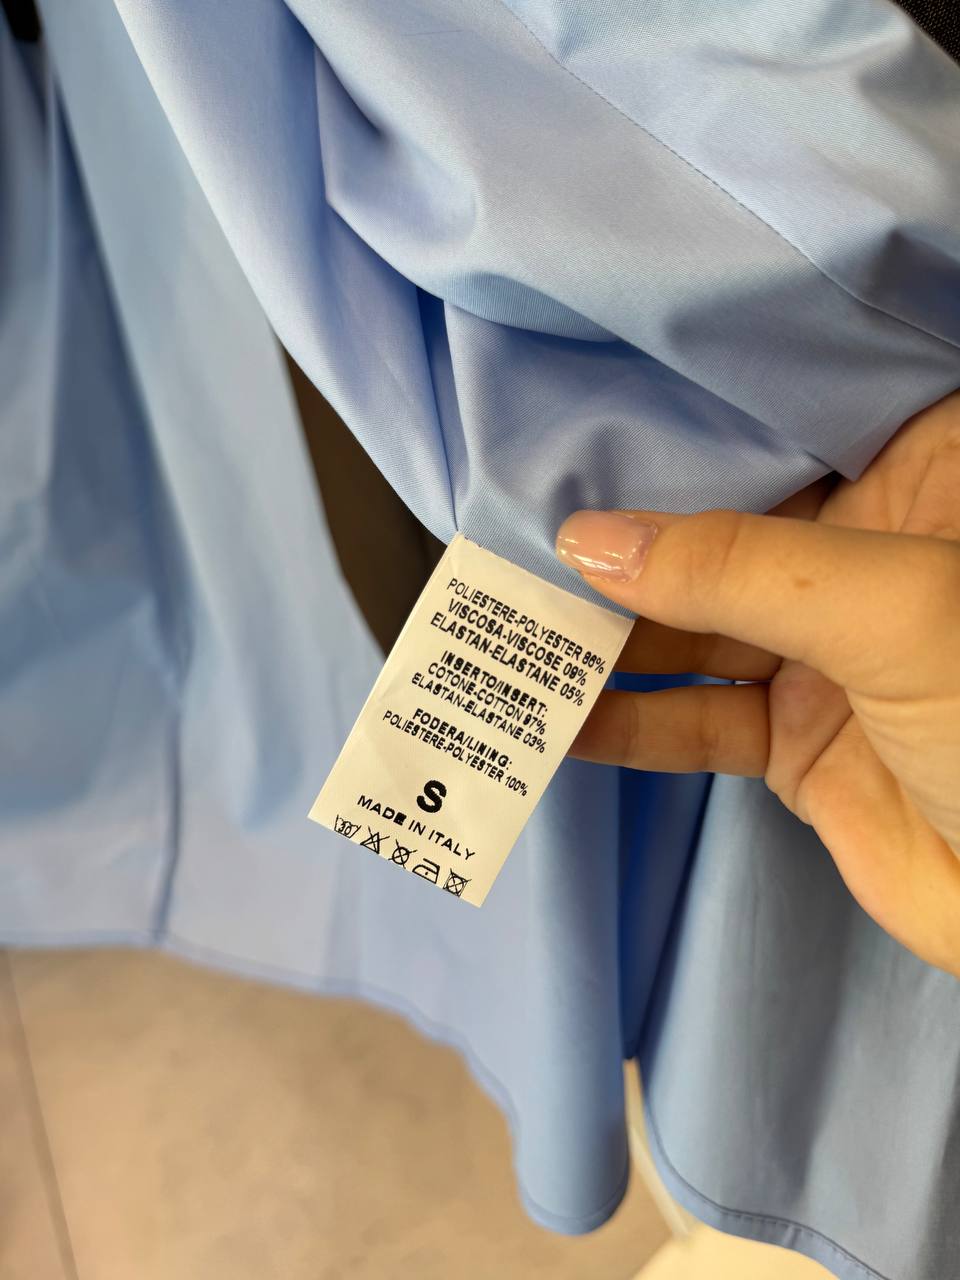 POLIESTERE-POLYESTER 86%
VISCOSA-VISCOSE 09%
ELASTAN-ELASTANE 05%
INSERTO/INSERT:
COTONE-COTTON 97%
ELASTAN-ELASTANE 03%
FODERA/LINING:
POLIESTERE-POLYESTER 100%
S
MADE IN ITALY
30